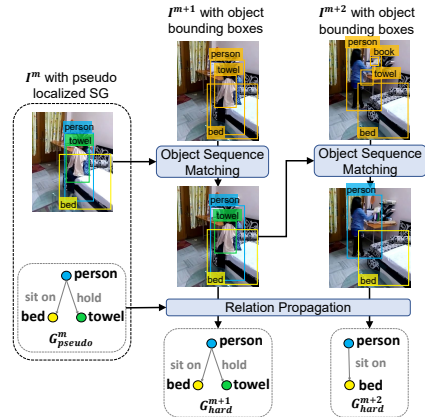 I^{m+1} with object
bounding boxes
I^{m+2} with object
bounding boxes
I^m with pseudo
localized SG
person
towel
bed
person
towel
bed
person
book
towel
bed
Object Sequence
Matching
Object Sequence
Matching
person
towel
bed
person
bed
person
sit on
hold
bed
towel
G^m_{pseudo}
Relation Propagation
person
sit on
hold
bed
towel
G^{m+1}_{hard}
person
sit on
bed
G^{m+2}_{hard}